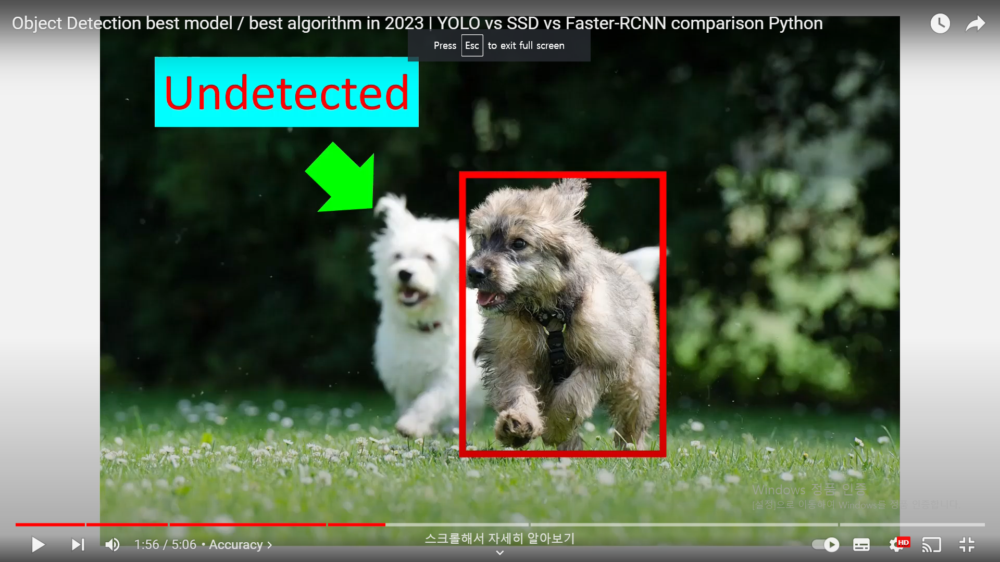 Object Detection best model / best algorithm in 2023 | YOLO vs SSD vs Faster-RCNN comparison Python
Press Esc to exit full screen
Undetected
Windows 정품 인증
[설정]으로 이동하여 Windows를 정품 인증합니다
1:56 / 5:06 • Accuracy >
스크롤해서 자세히 알아보기
HD